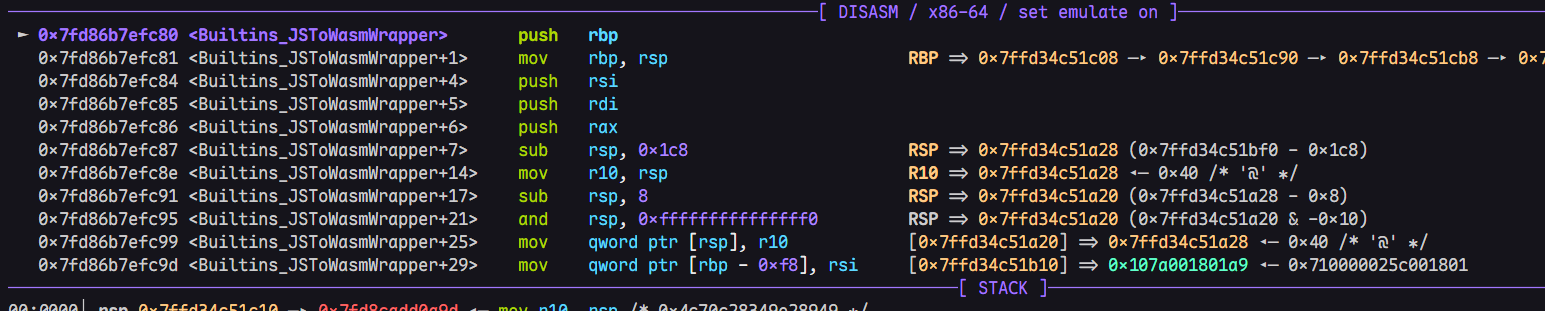 [ DISASM / x86-64 / set emulate on ]
► 0x7fd86b7efc80 <Builtins_JSToWasmWrapper> push rbp
0x7fd86b7efc81 <Builtins_JSToWasmWrapper+1> mov rbp, rsp RBP => 0x7ffd34c51c08 —▸ 0x7ffd34c51c90 —▸ 0x7ffd34c51cb8 —▸ 0x7
0x7fd86b7efc84 <Builtins_JSToWasmWrapper+4> push rsi
0x7fd86b7efc85 <Builtins_JSToWasmWrapper+5> push rdi
0x7fd86b7efc86 <Builtins_JSToWasmWrapper+6> push rax
0x7fd86b7efc87 <Builtins_JSToWasmWrapper+7> sub rsp, 0x1c8 RSP => 0x7ffd34c51a28 (0x7ffd34c51bf0 - 0x1c8)
0x7fd86b7efc8e <Builtins_JSToWasmWrapper+14> mov r10, rsp R10 => 0x7ffd34c51a28 ◂— 0x40 /* '@' */
0x7fd86b7efc91 <Builtins_JSToWasmWrapper+17> sub rsp, 8 RSP => 0x7ffd34c51a20 (0x7ffd34c51a28 - 0x8)
0x7fd86b7efc95 <Builtins_JSToWasmWrapper+21> and rsp, 0xfffffffffffffff0 RSP => 0x7ffd34c51a20 (0x7ffd34c51a20 & -0x10)
0x7fd86b7efc99 <Builtins_JSToWasmWrapper+25> mov qword ptr [rsp], r10 [0x7ffd34c51a20] => 0x7ffd34c51a28 ◂— 0x40 /* '@' */
0x7fd86b7efc9d <Builtins_JSToWasmWrapper+29> mov qword ptr [rbp - 0xf8], rsi [0x7ffd34c51b10] => 0x107a001801a9 ◂— 0x710000025c001801
[ STACK ]
00:0000│ rsp 0x7ffd34c51c10 —▸